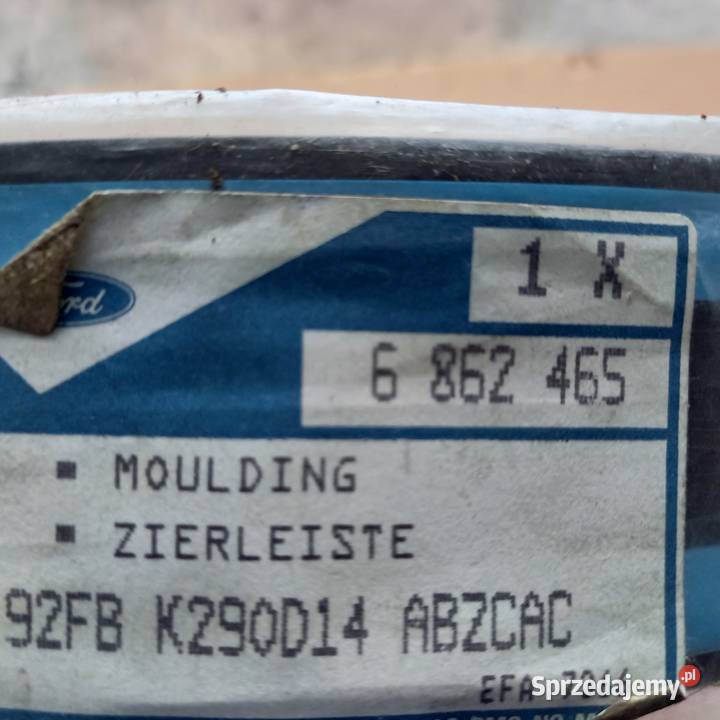 1 X
6 862 465
MOULDING
ZIERLEISTE
92FB K290D14 ABZCAC
Sprzedajemy.pl